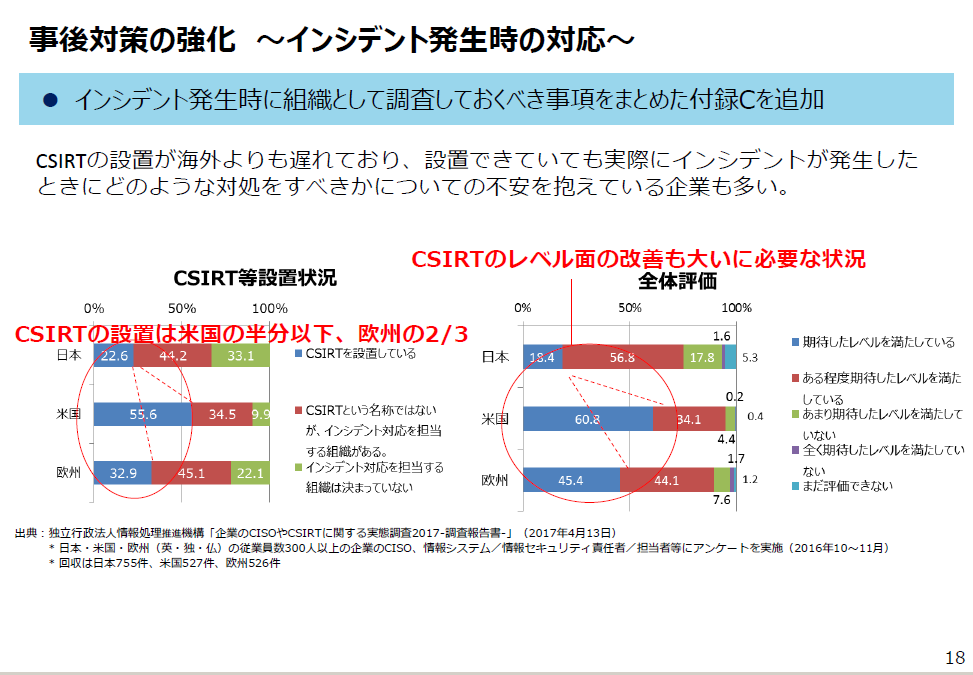 事後対策の強化 ～インシデント発生時の対応～
● インシデント発生時に組織として調査しておくべき事項をまとめた付録Cを追加
CSIRTの設置が海外よりも遅れており、設置できていても実際にインシデントが発生した
ときにどのような対処をすべきかについての不安を抱えている企業も多い。
CSIRT等設置状況
0% 50% 100%
CSIRTの設置は米国の半分以下、欧州の2/3
日本 22.6 44.2 33.1
米国 55.6 34.5 9.9
欧州 32.9 45.1 22.1
CSIRTを設置している
CSIRTという名称ではない
が、インシデント対応を担当
する組織がある。
インシデント対応を担当する
組織は決まっていない
CSIRTのレベル面の改善も大いに必要な状況
全体評価
0% 50% 100%
日本 18.4 56.8 17.8 1.6 5.3
米国 60.8 34.1 4.4 0.2 0.4
欧州 45.4 44.1 7.6 1.7 1.2
期待したレベルを満たしている
ある程度期待したレベルを満た
している
あまり期待したレベルを満たして
いない
全く期待したレベルを満たしてい
ない
まだ評価できない
出典：独立行政法人情報処理推進機構「企業のCISOやCSIRTに関する実態調査2017-調査報告書-」（2017年4月13日）
* 日本・米国・欧州（英・独・仏）の従業員数300人以上の企業のCISO、情報システム／情報セキュリティ責任者／担当者等にアンケートを実施（2016年10～11月）
* 回収は日本755件、米国527件、欧州526件
18